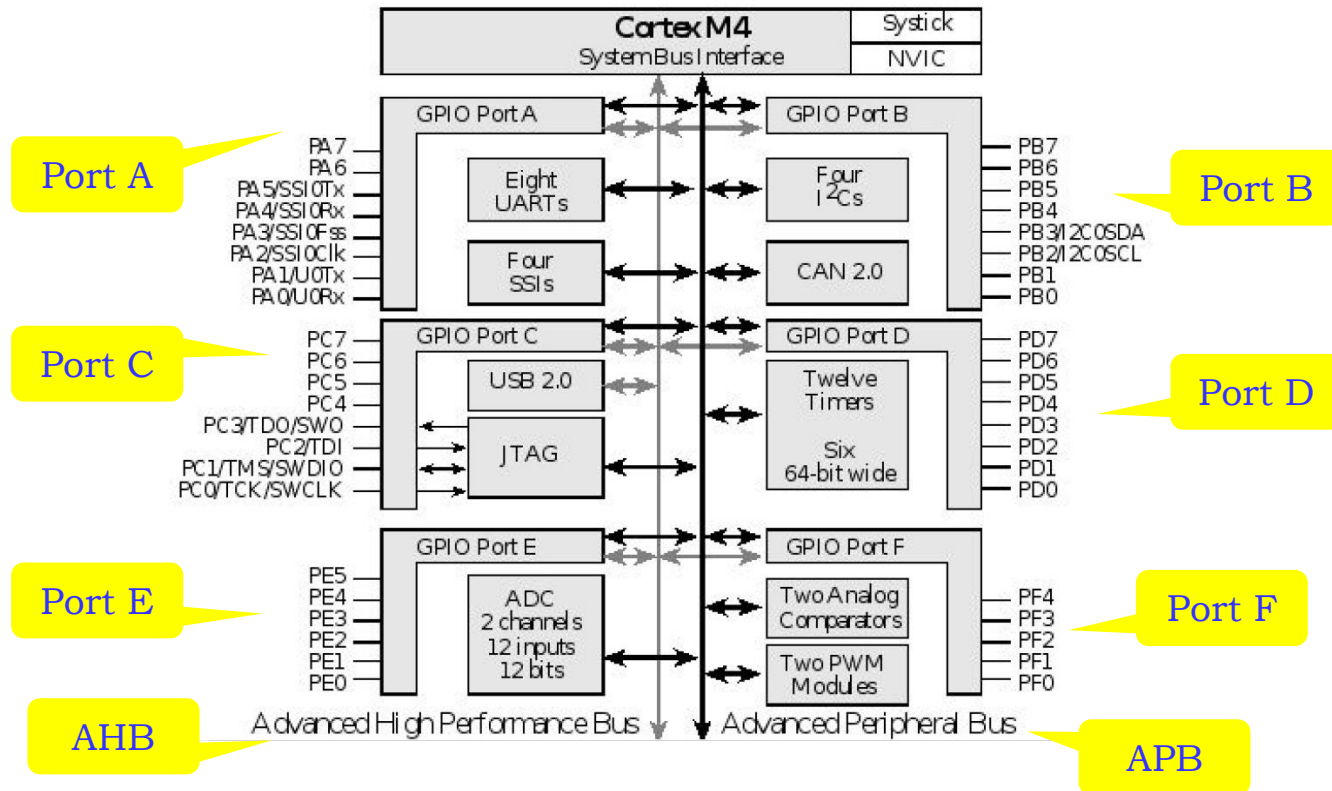 Cortex M4
System Bus Interface
Systick
NVIC
GPIO Port A
GPIO Port B
Port A
PA7
PA6
PA5/SSI0Tx
PA4/SSI0Rx
PA3/SSI0Fss
PA2/SSI0Clk
PA1/U0Tx
PA0/U0Rx
Eight
UARTs
Four
SSIs
Four
I²Cs
CAN 2.0
PB7
PB6
PB5
PB4
PB3/I2C0SDA
PB2/I2C0SCL
PB1
PB0
Port B
GPIO Port C
GPIO Port D
Port C
PC7
PC6
PC5
PC4
PC3/TDO/SWO
PC2/TDI
PC1/TMS/SWDIO
PC0/TCK/SWCLK
USB 2.0
JTAG
Twelve
Timers
Six
64-bit wide
PD7
PD6
PD5
PD4
PD3
PD2
PD1
PD0
Port D
GPIO Port E
GPIO Port F
Port E
PE5
PE4
PE3
PE2
PE1
PE0
ADC
2 channels
12 inputs
12 bits
Two Analog
Comparators
Two PWM
Modules
PF4
PF3
PF2
PF1
PF0
Port F
Advanced High Performance Bus
Advanced Peripheral Bus
AHB
APB